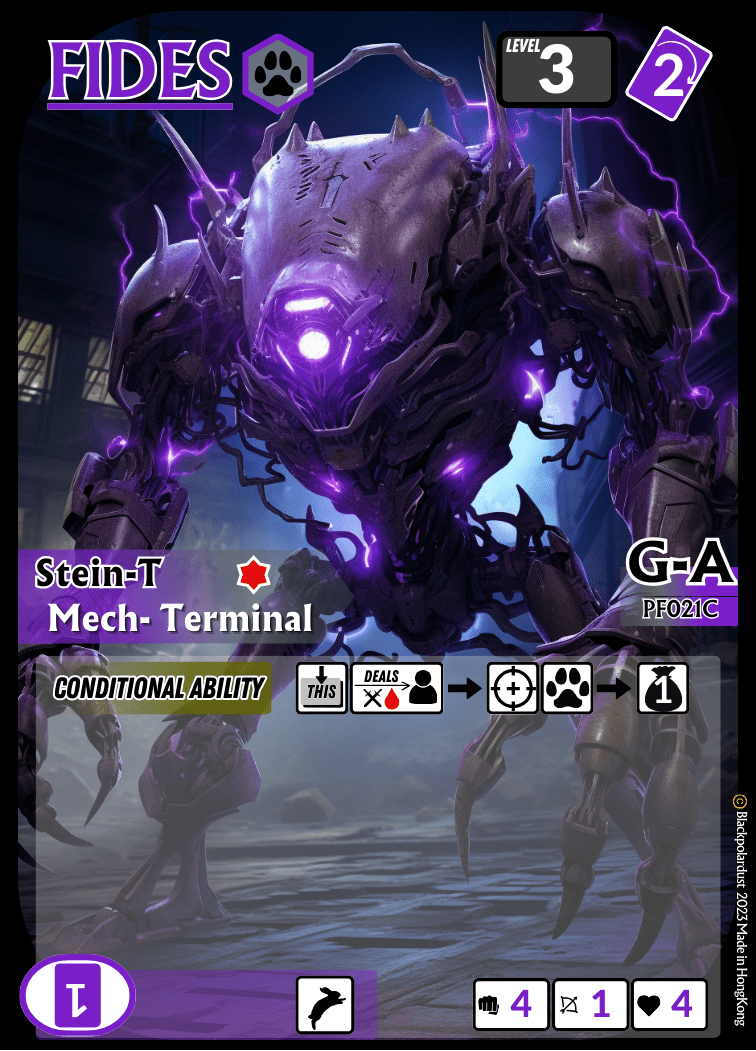 FIDES
LEVEL 3
2
Stein-T
G-A
Mech- Terminal
PF021C
CONDITIONAL ABILITY
THIS
DEALS
1
© Blackpolardust 2023 Made in HongKong
1
4
1
4